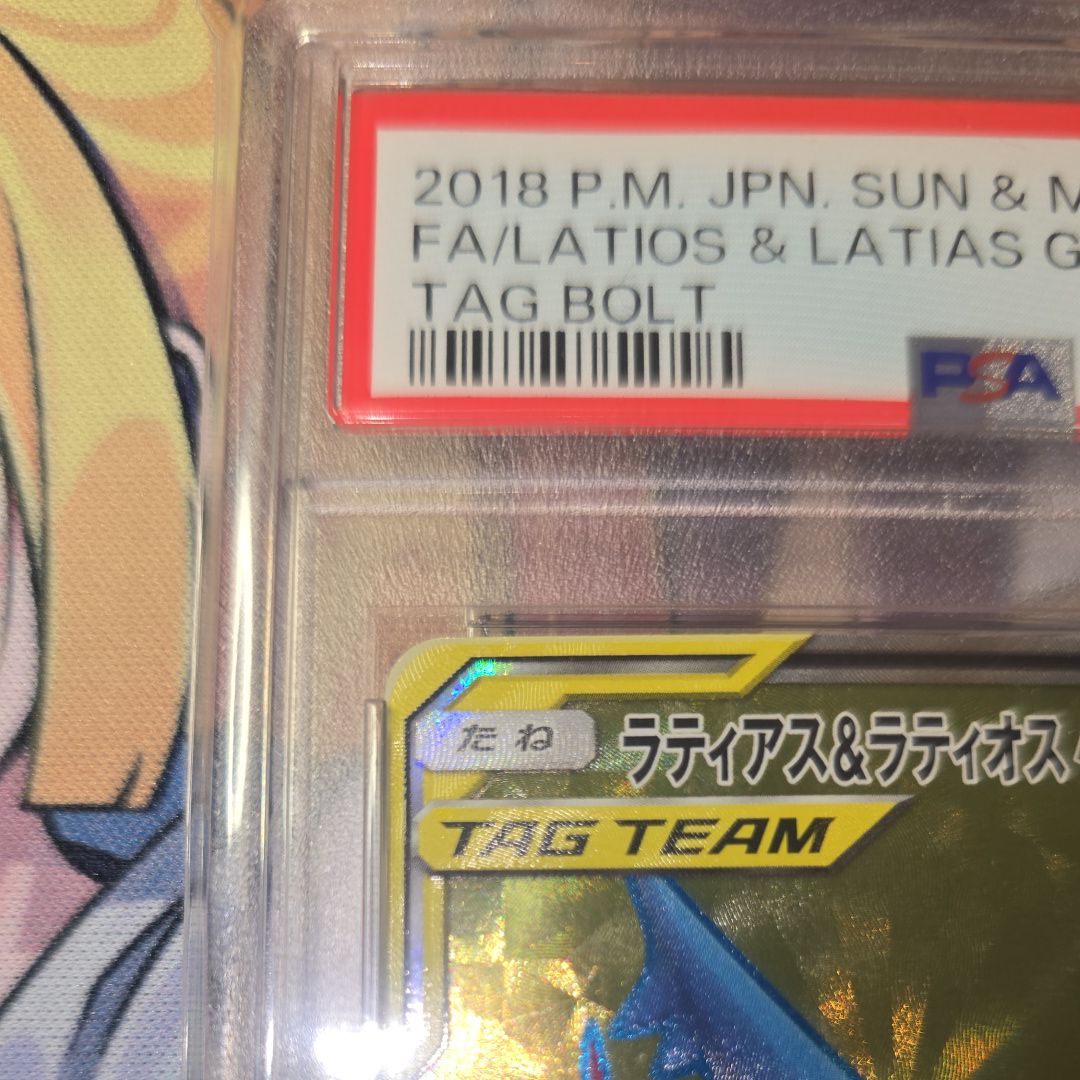 2018 P.M. JPN. SUN & M
FA/LATIOS & LATIAS G
TAG BOLT
PSA
たね
ラティアス&ラティオス
TAG TEAM